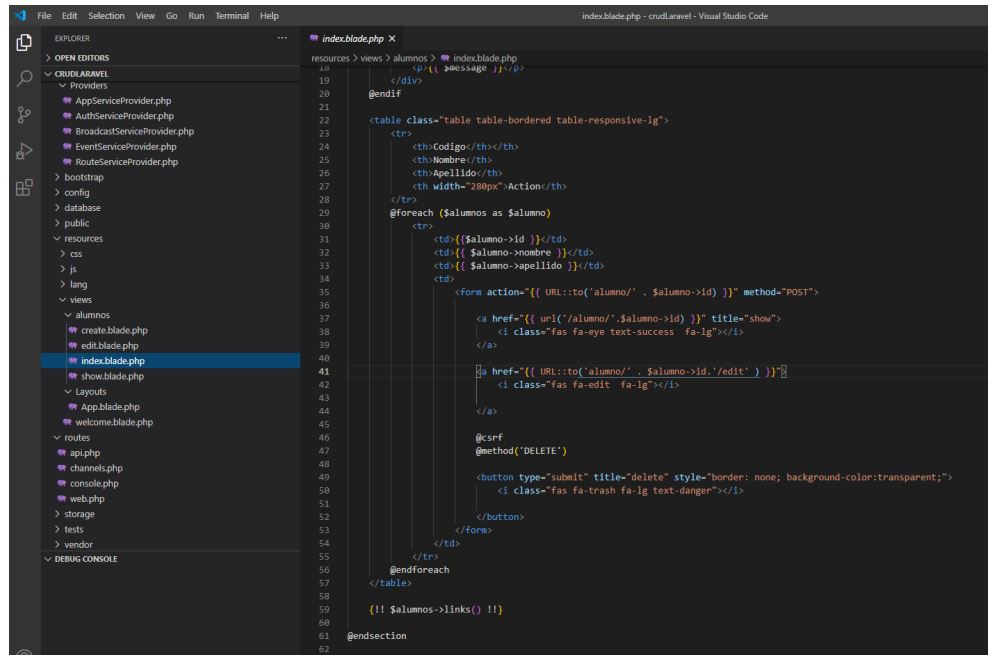 File Edit Selection View Go Run Terminal Help
index.blade.php - crudLaravel - Visual Studio Code
EXPLORER
OPEN EDITORS
CRUDLARAVEL
Providers
AppServiceProvider.php
AuthServiceProvider.php
BroadcastServiceProvider.php
EventServiceProvider.php
RouteServiceProvider.php
bootstrap
config
database
public
resources
css
js
lang
views
alumnos
create.blade.php
edit.blade.php
index.blade.php
show.blade.php
Layouts
App.blade.php
welcome.blade.php
routes
api.php
channels.php
console.php
web.php
storage
tests
vendor
DEBUG CONSOLE
index.blade.php
resources > views > alumnos > index.blade.php
18 <p>{{ $message }}</p>
19 </div>
20 @endif
21
22 <table class="table table-bordered table-responsive-lg">
23 <tr>
24 <th>Codigo</th></th>
25 <th>Nombre</th>
26 <th>Apellido</th>
27 <th width="280px">Action</th>
28 </tr>
29 @foreach ($alumnos as $alumno)
30 <tr>
31 <td>{{$alumno->id }}</td>
32 <td>{{ $alumno->nombre }}</td>
33 <td>{{ $alumno->apellido }}</td>
34 <td>
35 <form action="{{ URL::to('alumno/' . $alumno->id) }}" method="POST">
36
37 <a href="{{ url('/alumno/'.$alumno->id) }}" title="show">
38 <i class="fas fa-eye text-success  fa-lg"></i>
39 </a>
40
41 <a href="{{ URL::to('alumno/' . $alumno->id.'/edit' ) }}">
42 <i class="fas fa-edit  fa-lg"></i>
43
44 </a>
45
46 @csrf
47 @method('DELETE')
48
49 <button type="submit" title="delete" style="border: none; background-color:transparent;">
50 <i class="fas fa-trash fa-lg text-danger"></i>
51
52 </button>
53 </form>
54 </td>
55 </tr>
56 @endforeach
57 </table>
58
59 {!! $alumnos->links() !!}
60
61 @endsection
62